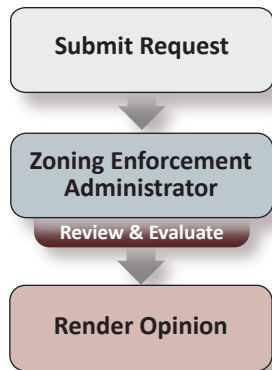 Submit Request
Zoning Enforcement
Administrator
Review & Evaluate
Render Opinion